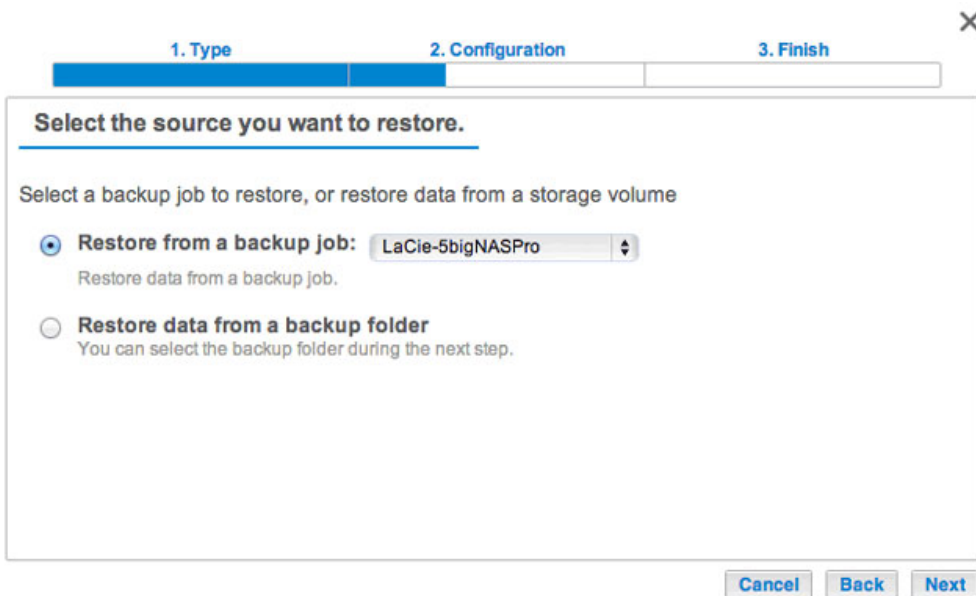 1. Type 2. Configuration 3. Finish
Select the source you want to restore.
Select a backup job to restore, or restore data from a storage volume
Restore from a backup job: LaCie-5bigNASPro
Restore data from a backup job.
Restore data from a backup folder
You can select the backup folder during the next step.
Cancel Back Next